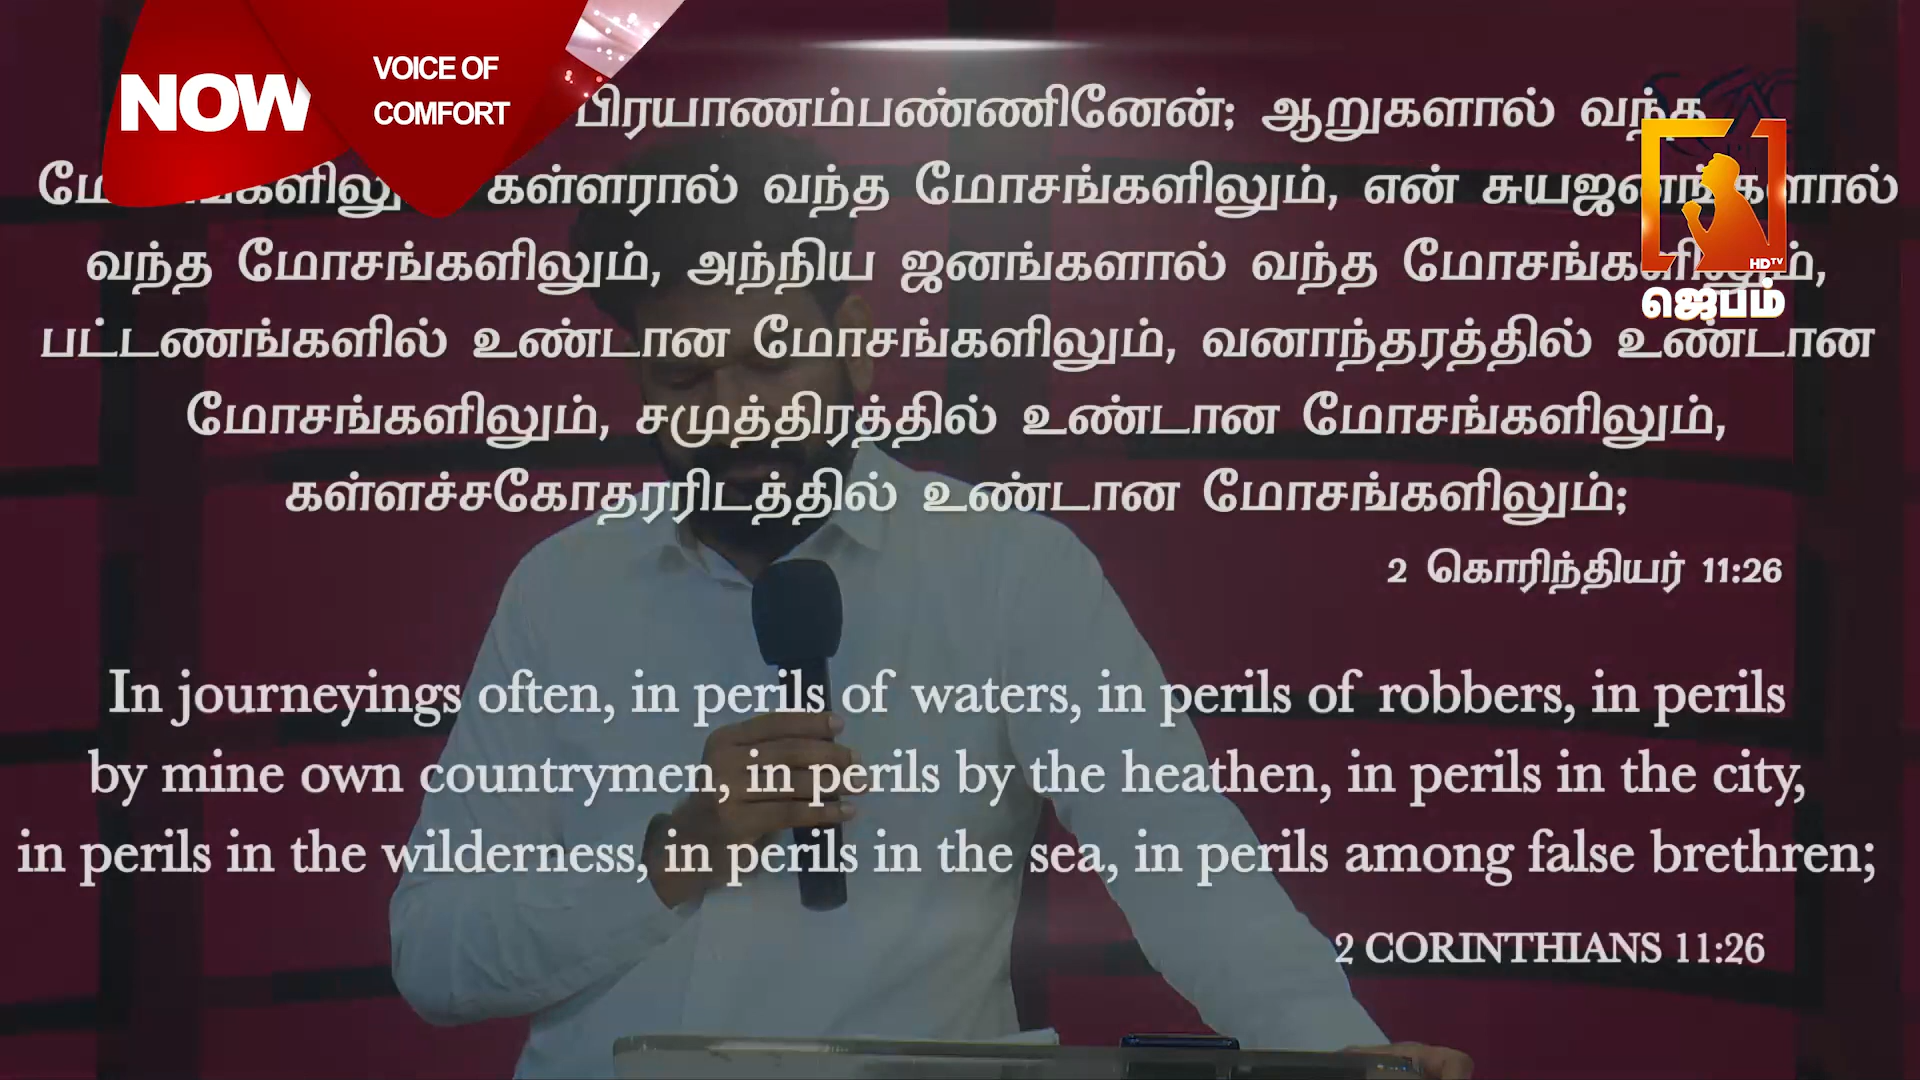 NOW
VOICE OF
COMFORT
பிரயாணம்பண்ணினேன்; ஆறுகளால் வந்த
கள்ளரால் வந்த மோசங்களிலும், என் சுயஜனங்களால்
வந்த மோசங்களிலும், அந்நிய ஜனங்களால் வந்த மோசங்களிலும்,
பட்டணங்களில் உண்டான மோசங்களிலும், வனாந்தரத்தில் உண்டான
மோசங்களிலும், சமுத்திரத்தில் உண்டான மோசங்களிலும்,
கள்ளச்சகோதரரிடத்தில் உண்டான மோசங்களிலும்;
2 கொரிந்தியர் 11:26
HD TV
ஜெபம்
In journeyings often, in perils of waters, in perils of robbers, in perils
by mine own countrymen, in perils by the heathen, in perils in the city,
in perils in the wilderness, in perils in the sea, in perils among false brethren;
2 CORINTHIANS 11:26